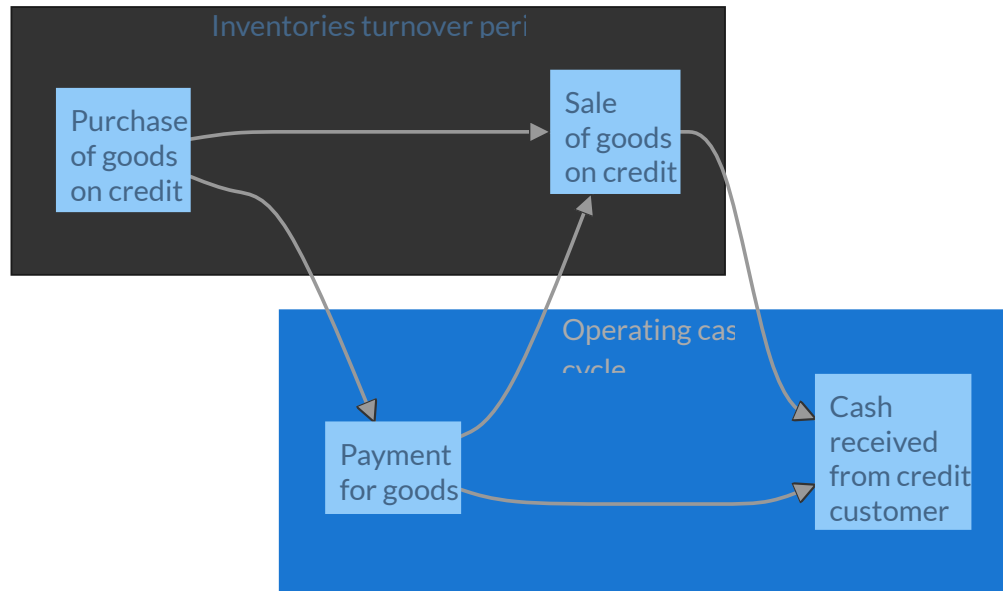 Inventories turnover peri
Purchase
of goods
on credit
Sale
of goods
on credit
Operating cas
cycle
Payment
for goods
Cash
received
from credit
customer